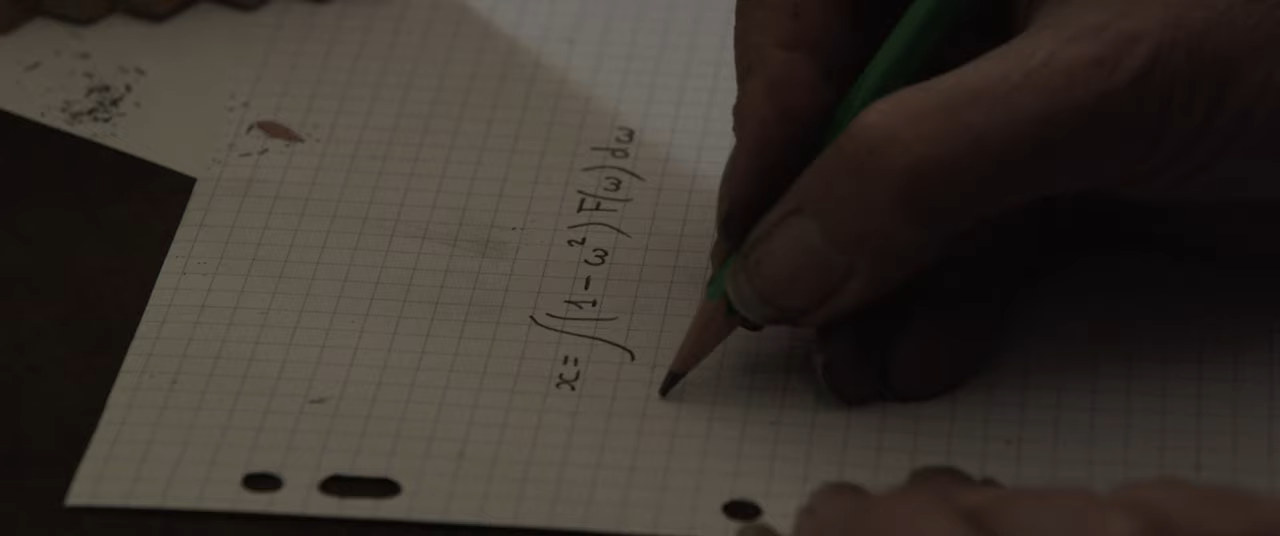 x = ∫(1 - ω²) F(ω) dω